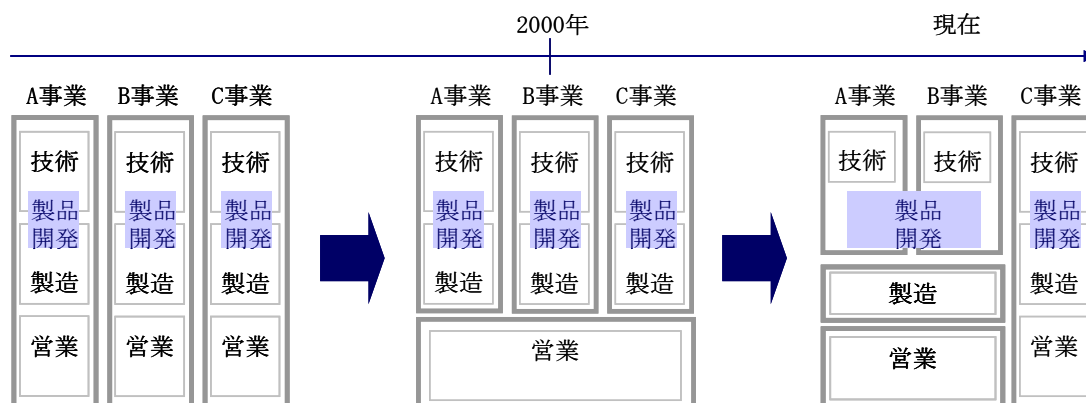 2000年 現在
A事業 B事業 C事業 A事業 B事業 C事業 A事業 B事業 C事業
技術 技術 技術 技術 技術 技術 技術 技術 技術
製品 製品 製品 製品 製品 製品 製品 製品
開発 開発 開発 開発 開発 開発 開発 開発
製造 製造 製造 製造 製造 製造 製造 製造
営業 営業 営業 営業 営業 営業